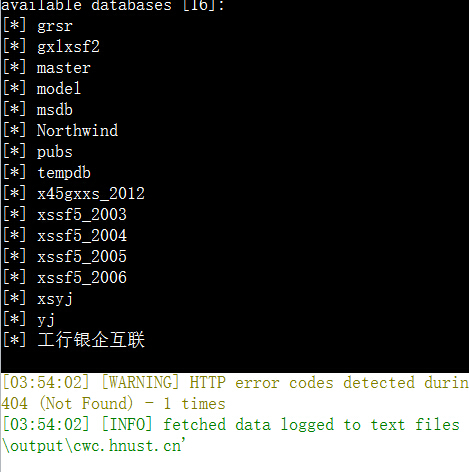 available databases [16]:
[*] grsr
[*] gxlxsf2
[*] master
[*] model
[*] msdb
[*] Northwind
[*] pubs
[*] tempdb
[*] x45gxxs_2012
[*] xssf5_2003
[*] xssf5_2004
[*] xssf5_2005
[*] xssf5_2006
[*] xsyj
[*] yj
[*] 工行银企互联
[03:54:02] [WARNING] HTTP error codes detected durin
404 (Not Found) - 1 times
[03:54:02] [INFO] fetched data logged to text files
\output\cwc.hnust.cn'